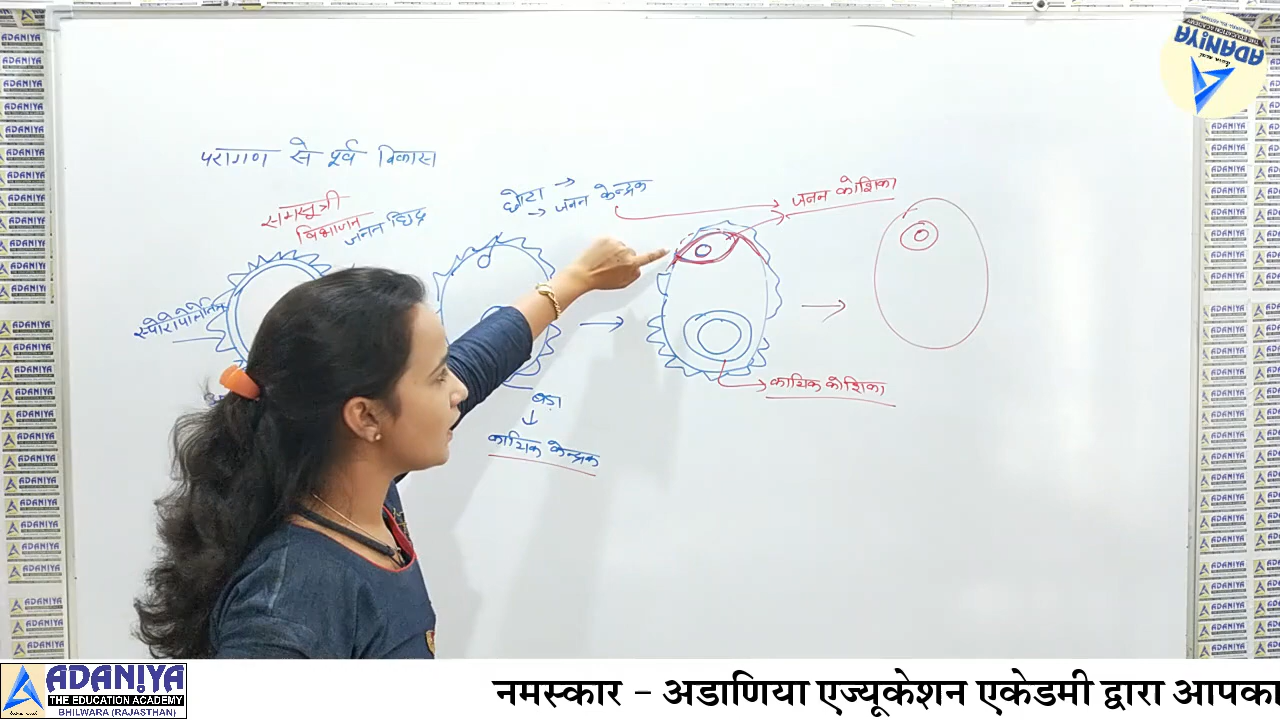 परागण से पूर्व विकास
समसूत्री
विभाजन
जनन छिद्र
स्पोरोपोलेनिन
छोटा →
→ जनन केन्द्रक
जनन कोशिका
कायिक कोशिका
बड़ा
कायिक केन्द्रक
ADANIYA
THE EDUCATION ACADEMY
BHILWARA (RAJASTHAN)
नमस्कार - अडाणिया एज्यूकेशन एकेडमी द्वारा आपका